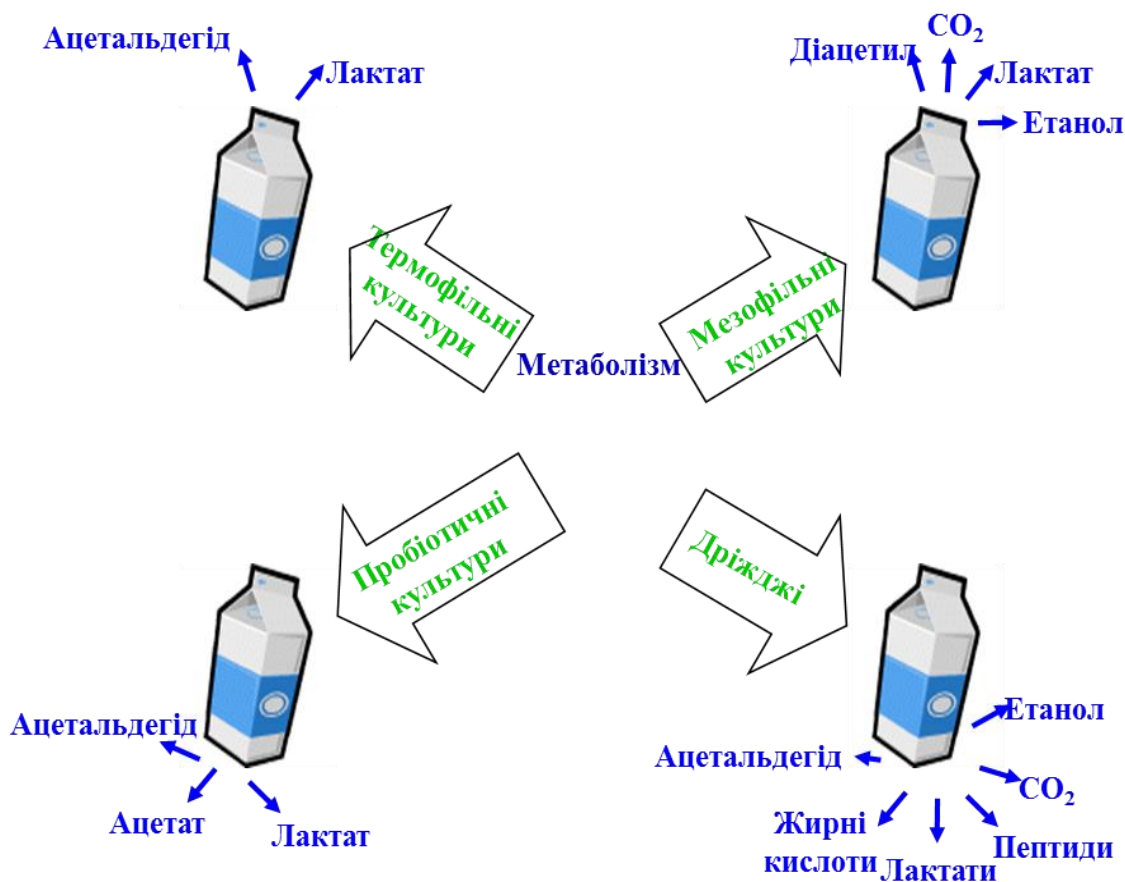 Ацетальдегід
Лактат
CO₂
Діацетил
Лактат
Етанол
Термофільні
культури
Мезофільні
культури
Метаболізм
Пробіотичні
культури
Дріжджі
Ацетальдегід
Ацетат
Лактат
Етанол
Ацетальдегід
CO₂
Жирні
кислоти
Лактати
Пептиди